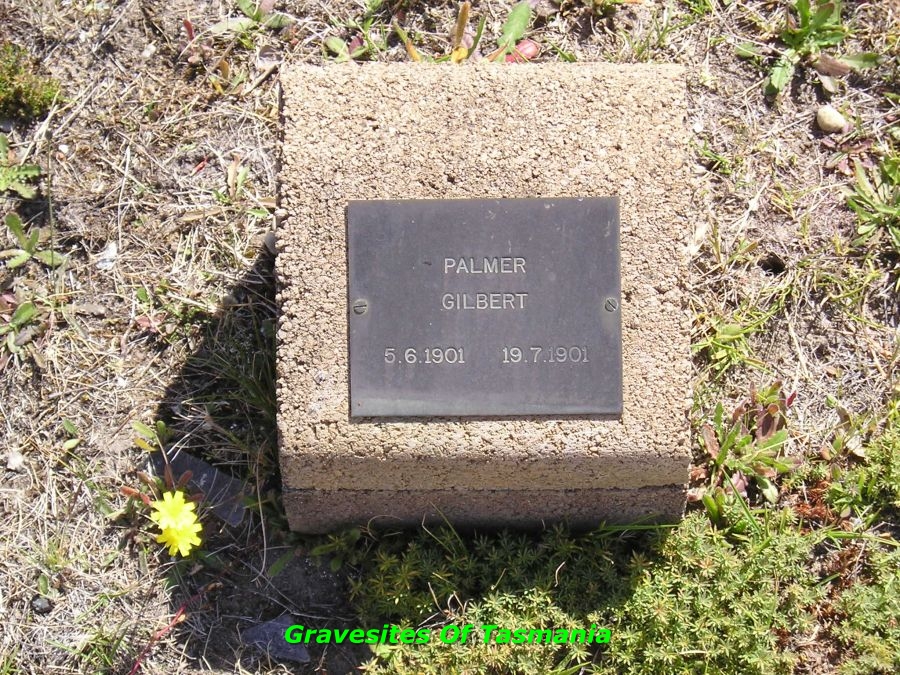 PALMER
GILBERT
5.6.1901 19.7.1901
Gravesites Of Tasmania